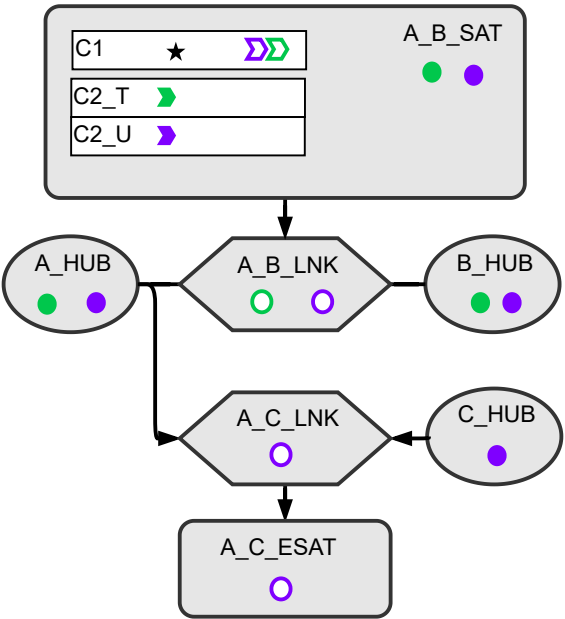 A_B_SAT
C1
C2_T
C2_U
A_HUB
A_B_LNK
B_HUB
A_C_LNK
C_HUB
A_C_ESAT